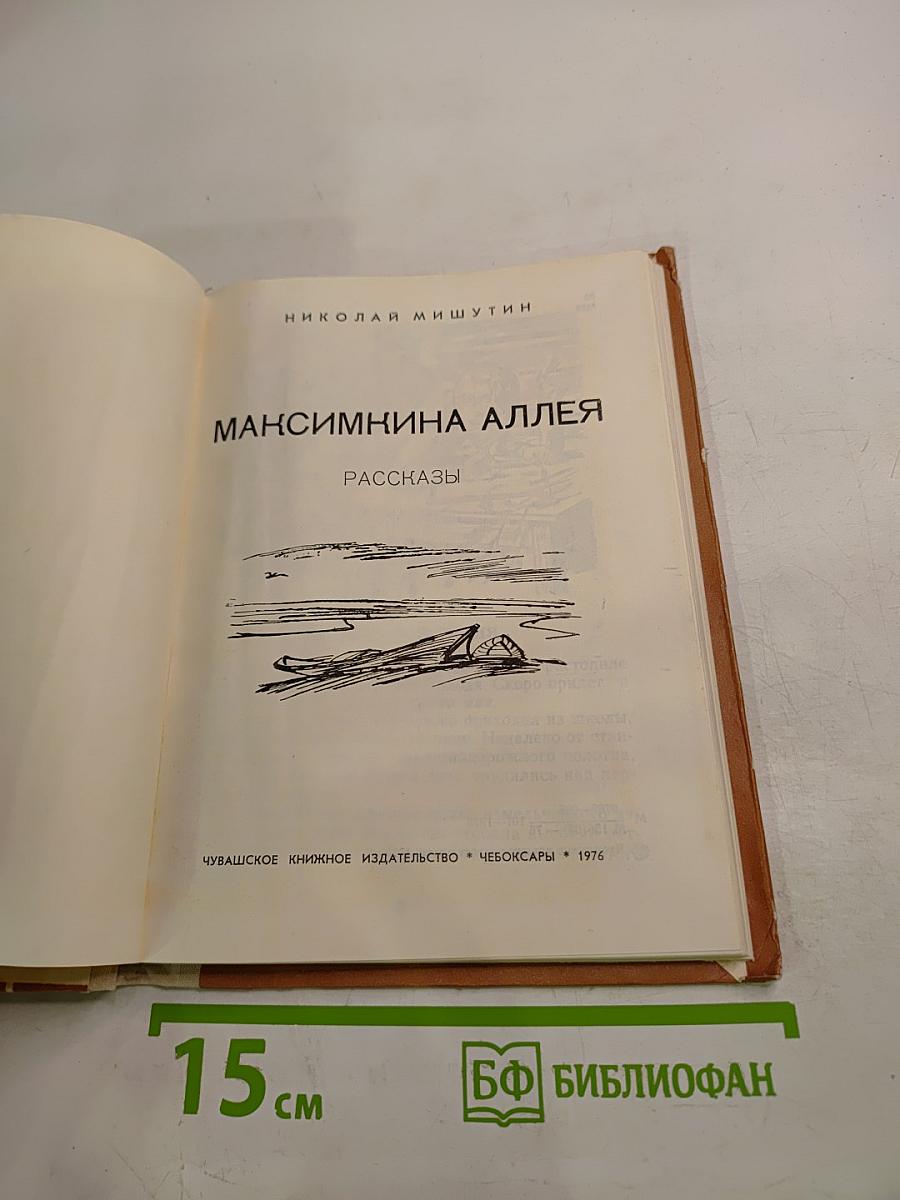 НИКОЛАЙ МИШУТИН
МАКСИМКИНА АЛЛЕЯ
РАССКАЗЫ
ЧУВАШСКОЕ КНИЖНОЕ ИЗДАТЕЛЬСТВО * ЧЕБОКСАРЫ * 1976
15 см
БФ БИБЛИОФАН